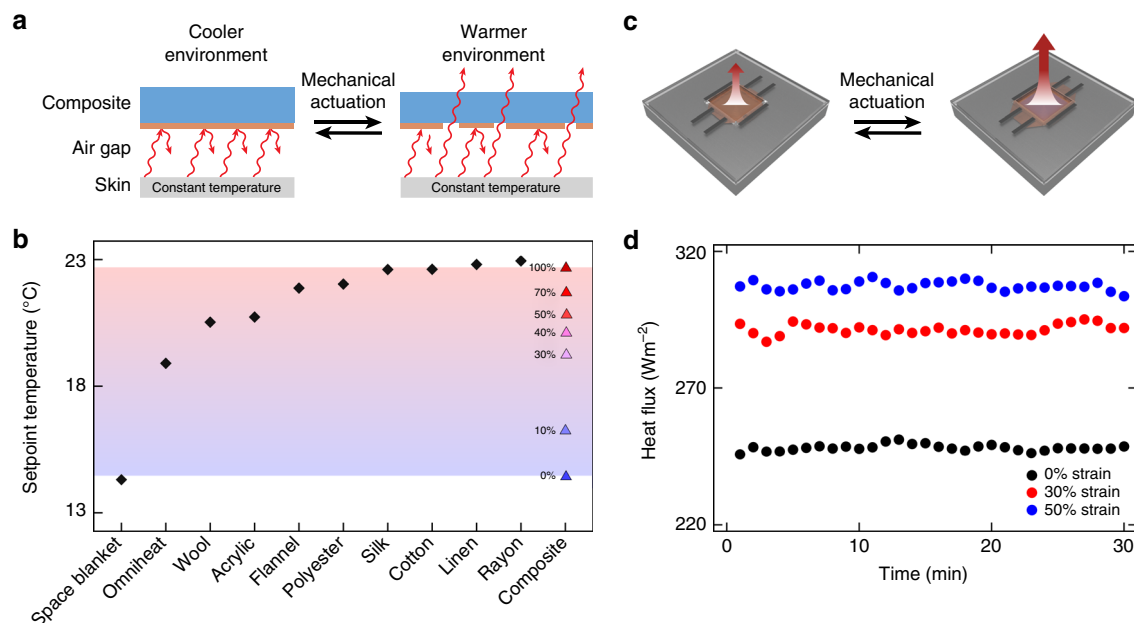 a
Cooler
environment
Warmer
environment
Mechanical
actuation
Composite
Air gap
Skin
Constant temperature
Constant temperature
c
Mechanical
actuation
b
Setpoint temperature (°C)
23
18
13
100%
70%
50%
40%
30%
10%
0%
Space blanket
Omniheat
Wool
Acrylic
Flannel
Polyester
Silk
Cotton
Linen
Rayon
Composite
d
Heat flux (Wm⁻²)
320
270
220
0% strain
30% strain
50% strain
0
10
20
30
Time (min)